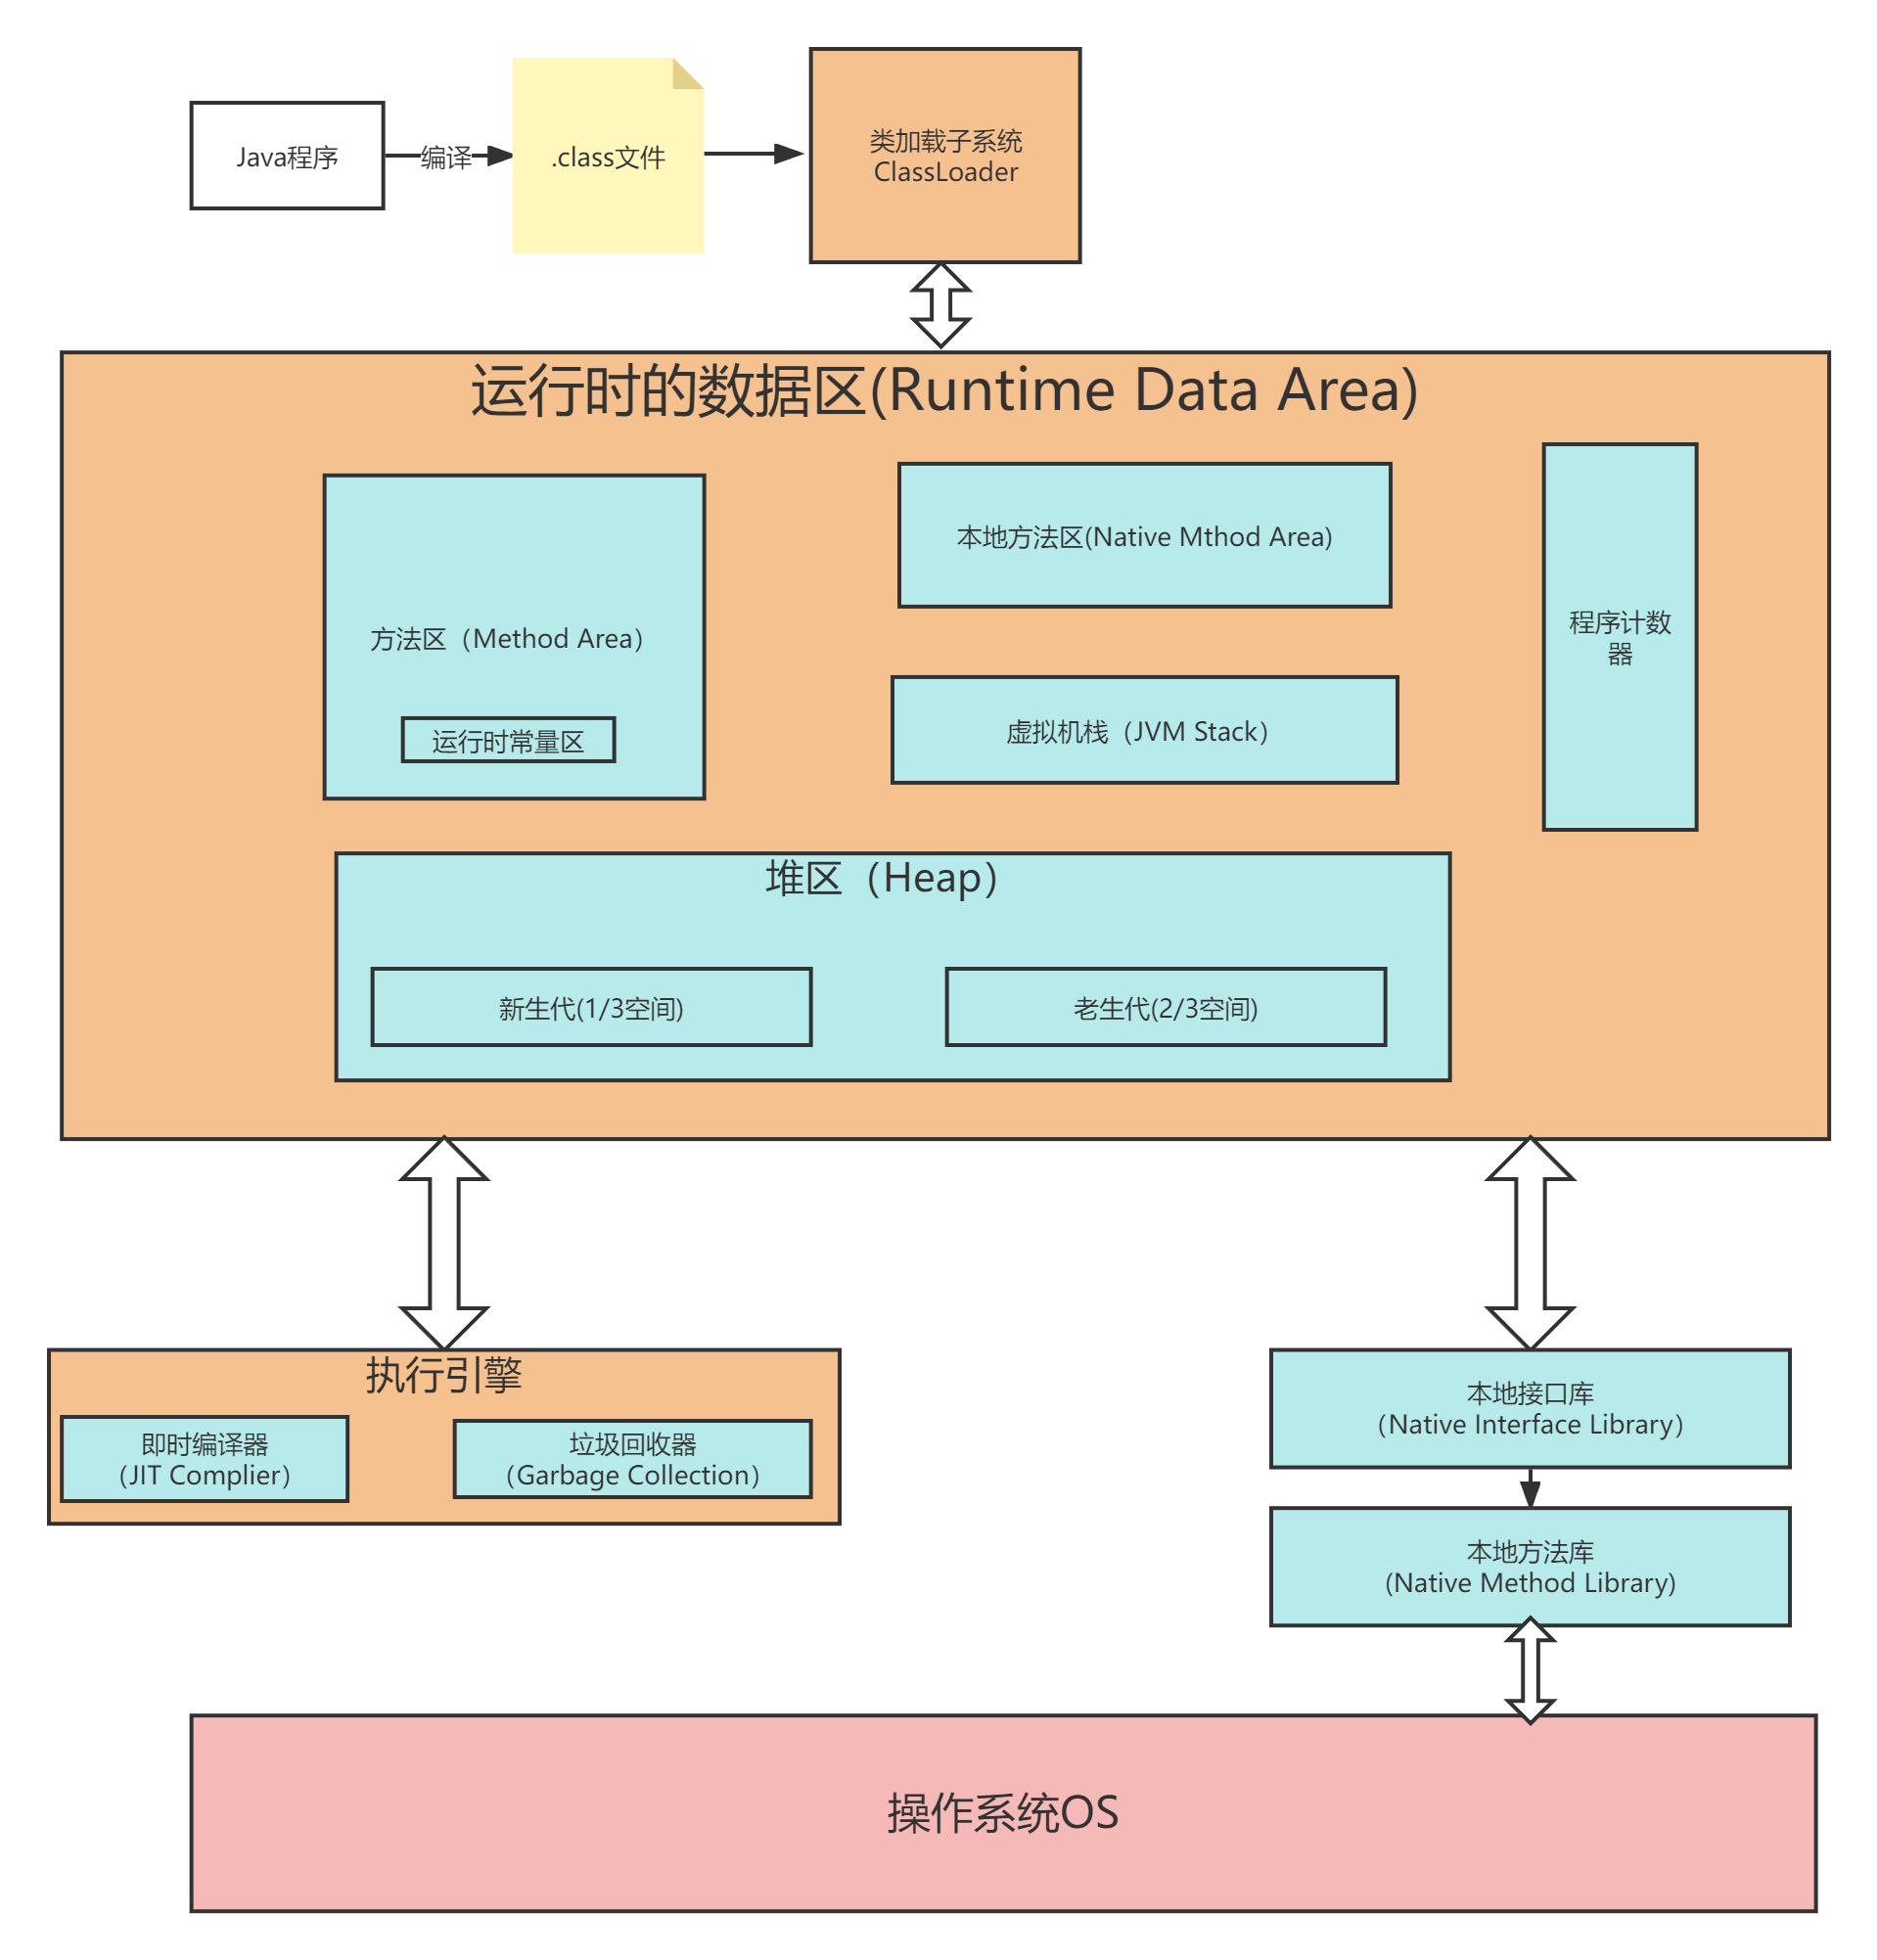 Java程序
编译
.class文件
类加载子系统
ClassLoader
运行时的数据区(Runtime Data Area)
方法区（Method Area）
运行时常量区
本地方法区(Native Mthod Area)
虚拟机栈（JVM Stack）
程序计数
器
堆区（Heap）
新生代(1/3空间)
老生代(2/3空间)
执行引擎
即时编译器
（JIT Complier）
垃圾回收器
（Garbage Collection）
本地接口库
（Native Interface Library）
本地方法库
(Native Method Library)
操作系统OS